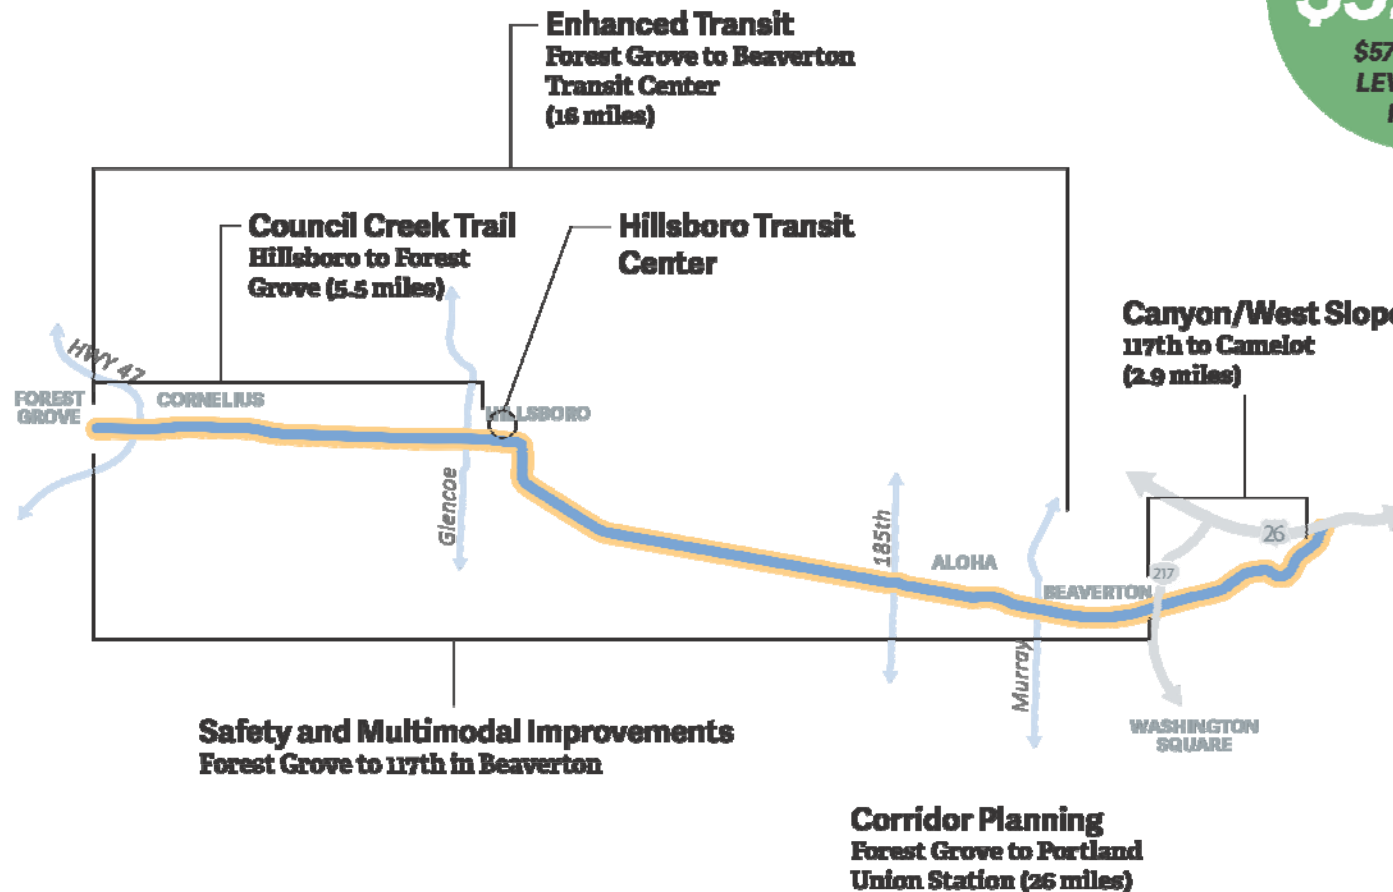 Enhanced Transit
Forest Grove to Beaverton
Transit Center
(16 miles)
$57
Council Creek Trail
Hillsboro to Forest
Grove (5.5 miles)
Hillsboro Transit
Center
Canyon/West Slope
117th to Camelot
(2.9 miles)
HWY 47
FOREST
GROVE
CORNELIUS
HILLSBORO
Glencoe
185th
ALOHA
Murray
BEAVERTON
26
217
WASHINGTON
SQUARE
Safety and Multimodal Improvements
Forest Grove to 117th in Beaverton
Corridor Planning
Forest Grove to Portland
Union Station (26 miles)